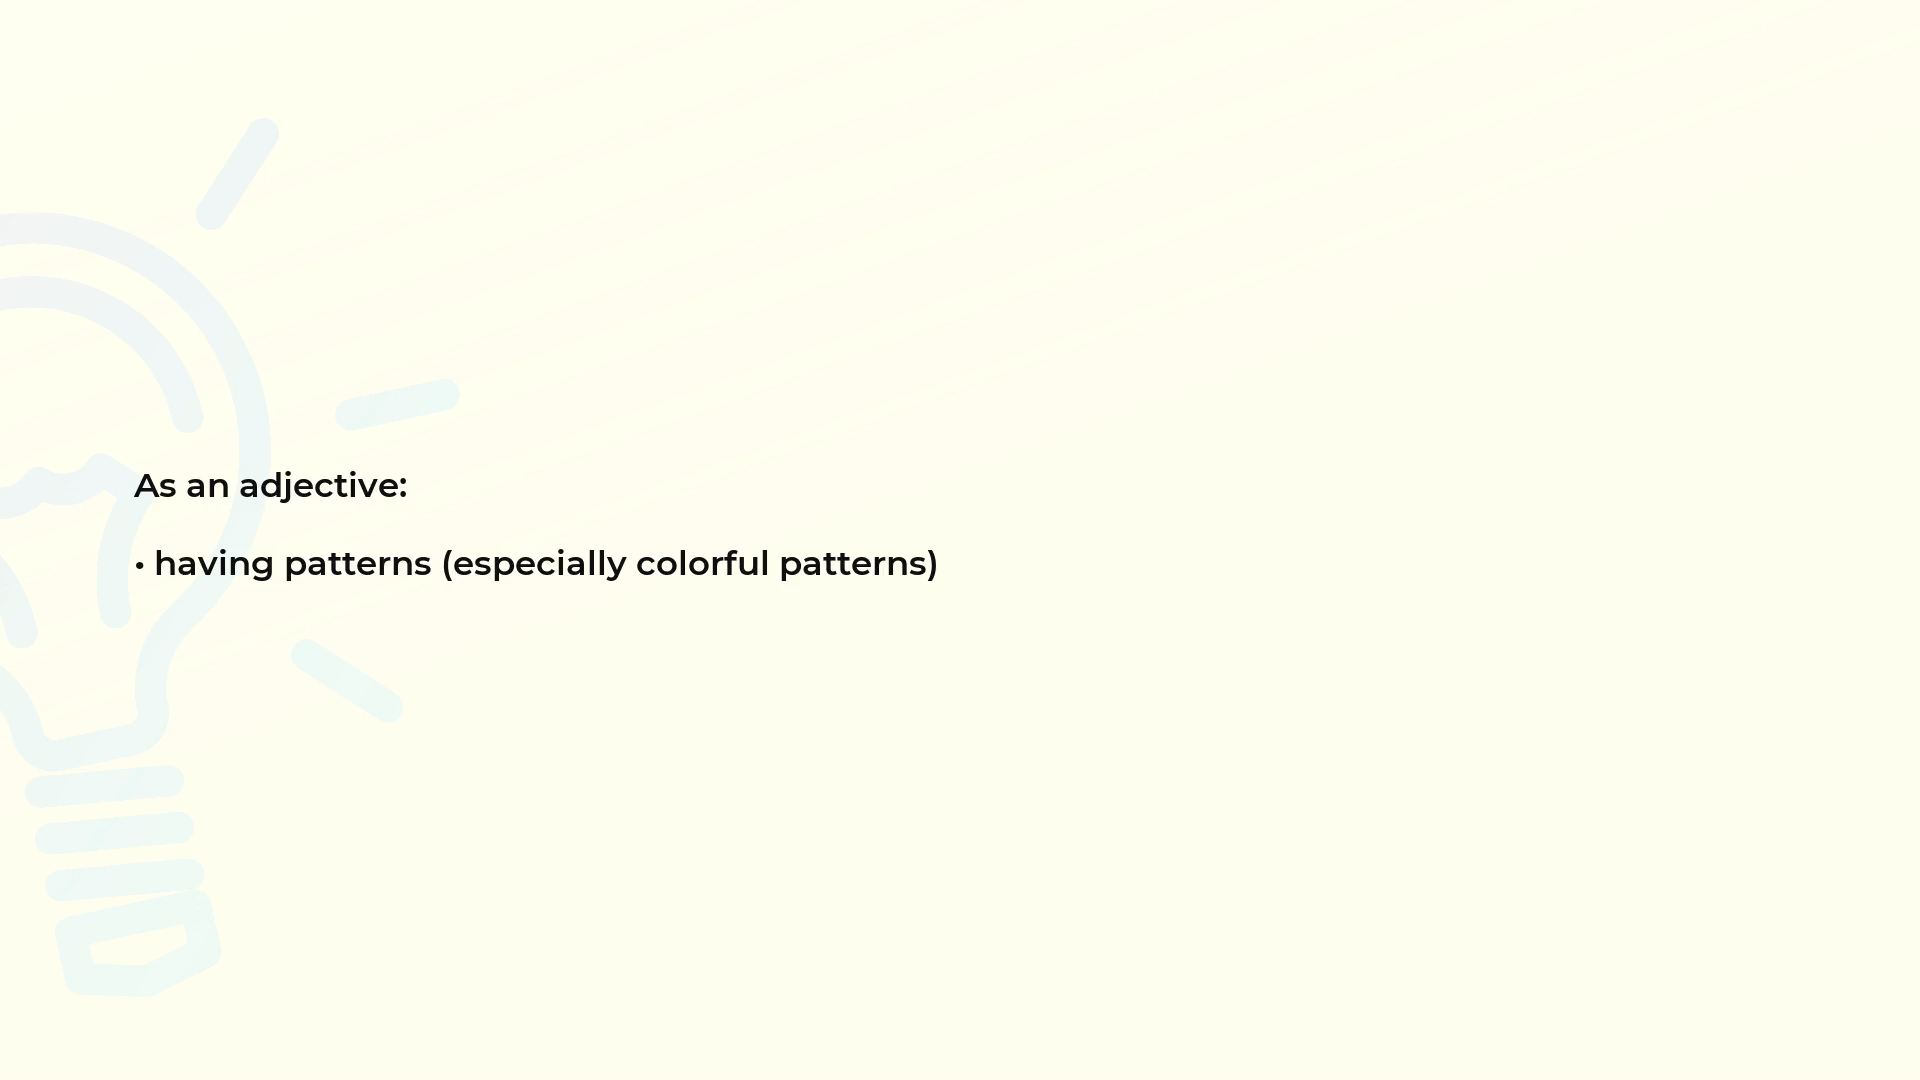 As an adjective:
• having patterns (especially colorful patterns)